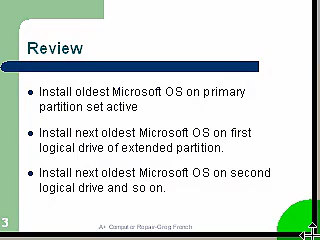 Review
Install oldest Microsoft OS on primary
partition set active
Install next oldest Microsoft OS on first
logical drive of extended partition.
Install next oldest Microsoft OS on second
logical drive and so on.
3
A+ Computer Repair-Greg French